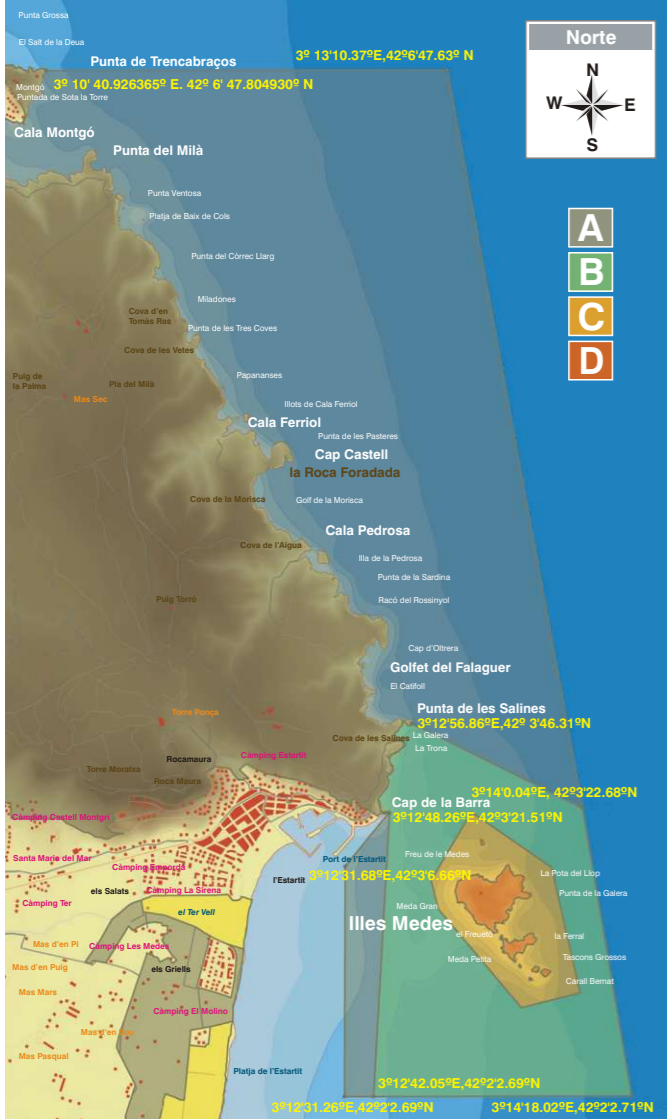 Punta Grossa
El Salt de la Deua
Punta de Trencabraços
3º 13'10.37ºE,42º6'47.63º N
Norte
N
W
E
S
Montgó
3º 10' 40.926365º E. 42º 6' 47.804930º N
Puntada de Sota la Torre
Cala Montgó
Punta del Milà
Punta Ventosa
Platja de Baix de Cols
A
B
C
D
Punta del Còrrec Llarg
Miladones
Cova d'en
Tomàs Ras
Punta de les Tres Coves
Cova de les Vetes
Puig de
la Palma
Pla del Milà
Papananses
Mas Sec
Illots de Cala Ferriol
Cala Ferriol
Punta de les Pasteres
Cap Castell
la Roca Foradada
Cova de la Morisca
Golf de la Morisca
Cala Pedrosa
Cova de l'Aigua
Illa de la Pedrosa
Punta de la Sardina
Puig Torró
Racó del Rossinyol
Cap d'Oltrera
Golfet del Falaguer
El Catifoll
Punta de les Salines
Torre Ponça
3º12'56.86ºE,42º 3'46.31ºN
Cova de les Salines
La Galera
La Trona
Rocamaura
Càmping Estartit
Torre Moratxa
Roca Maura
3º14'0.04ºE, 42º3'22.68ºN
Cap de la Barra
3º12'48.26ºE,42º3'21.51ºN
Càmping Castell Montgrí
Santa Maria del Mar
Port de l'Estartit
Freu de le Medes
Càmping Empordà
3º12'31.68ºE,42º3'6.66ºN
La Pota del Llop
l'Estartit
els Salats
Càmping La Sirena
Punta de la Galera
Càmping Ter
el Ter Vell
Meda Gran
Illes Medes
el Freuetó
la Ferral
Mas d'en Pi
Càmping Les Medes
Meda Petita
Tascons Grossos
Mas d'en Puig
els Griells
Carall Bernat
Mas Mars
Càmping El Molino
Mas d'en
Mas Pasqual
Platja de l'Estartit
3º12'42.05ºE,42º2'2.69ºN
3º12'31.26ºE,42º2'2.69ºN
3º14'18.02ºE,42º2'2.71ºN